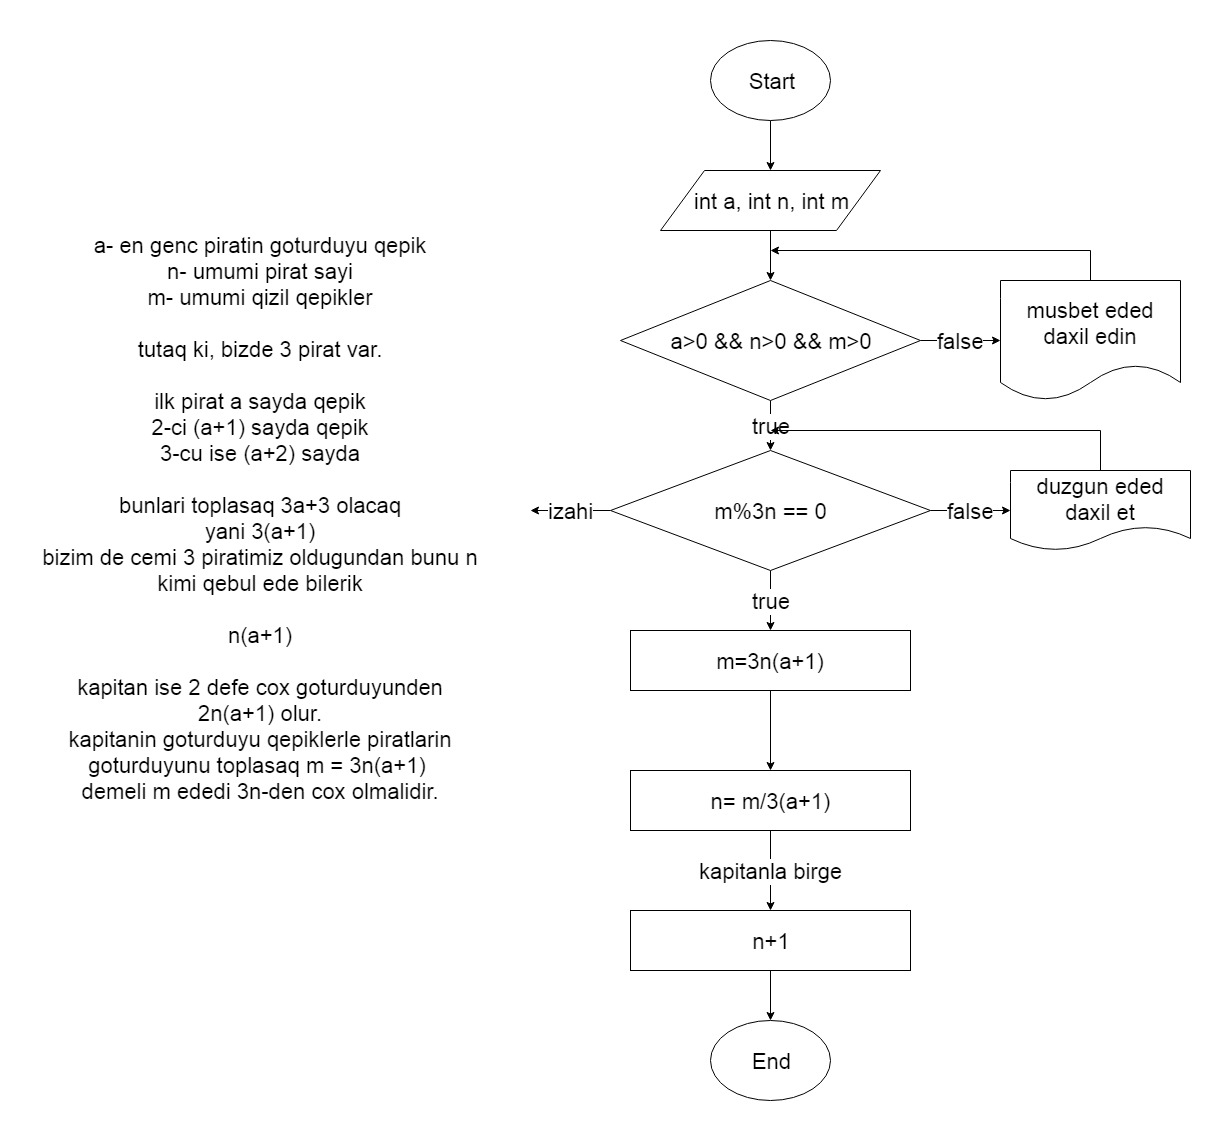 a- en genc piratin goturduyu qepik
n- umumi pirat sayi
m- umumi qizil qepikler
tutaq ki, bizde 3 pirat var.
ilk pirat a sayda qepik
2-ci (a+1) sayda qepik
3-cu ise (a+2) sayda
bunlari toplasaq 3a+3 olacaq
yani 3(a+1)
bizim de cemi 3 piratimiz oldugundan bunu n
kimi qebul ede bilerik
n(a+1)
kapitan ise 2 defe cox goturduyunden
2n(a+1) olur.
kapitanin goturduyu qepiklerle piratlarin
goturduyunu toplasaq m = 3n(a+1)
demeli m ededi 3n-den cox olmalidir.
Start
int a, int n, int m
a>0 && n>0 && m>0
false
musbet eded
daxil edin
true
izahi
m%3n == 0
false
duzgun eded
daxil et
true
m=3n(a+1)
n= m/3(a+1)
kapitanla birge
n+1
End